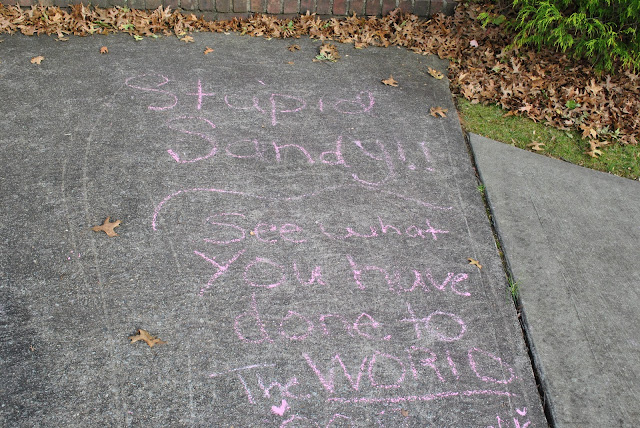 Stupid
Sandy!!
See what
You have
done to
The World